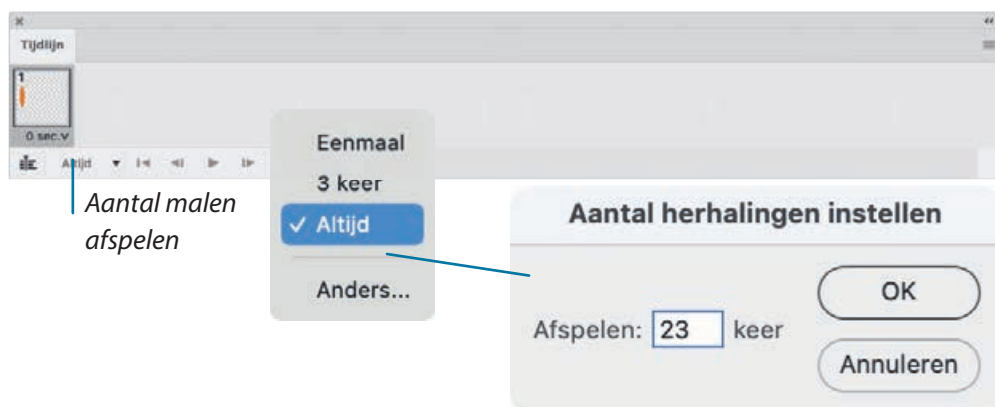 Tijdlijn
1
0 sec.
Altijd
Aantal malen
afspelen
Eenmaal
3 keer
✓ Altijd
Anders...
Aantal herhalingen instellen
Afspelen: 23 keer
OK
Annuleren